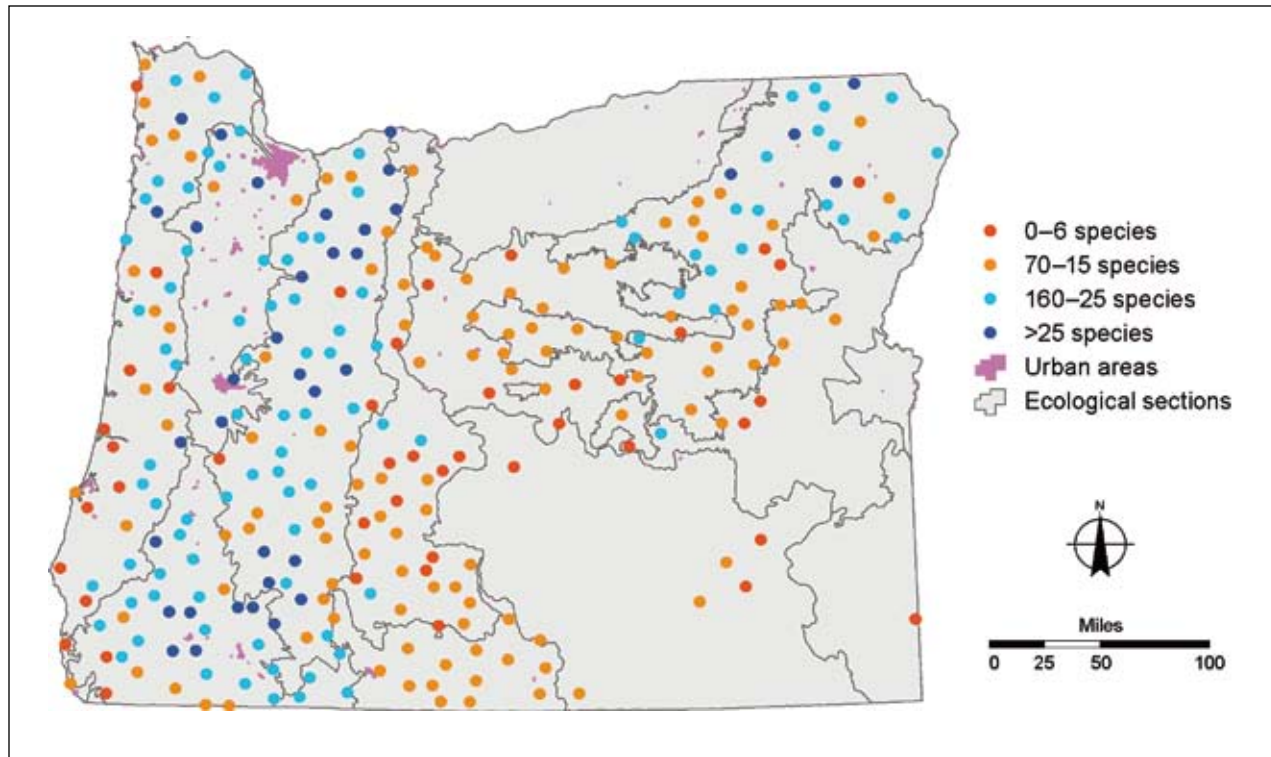 0–6 species
70–15 species
160–25 species
>25 species
Urban areas
Ecological sections
N
Miles
0 25 50 100